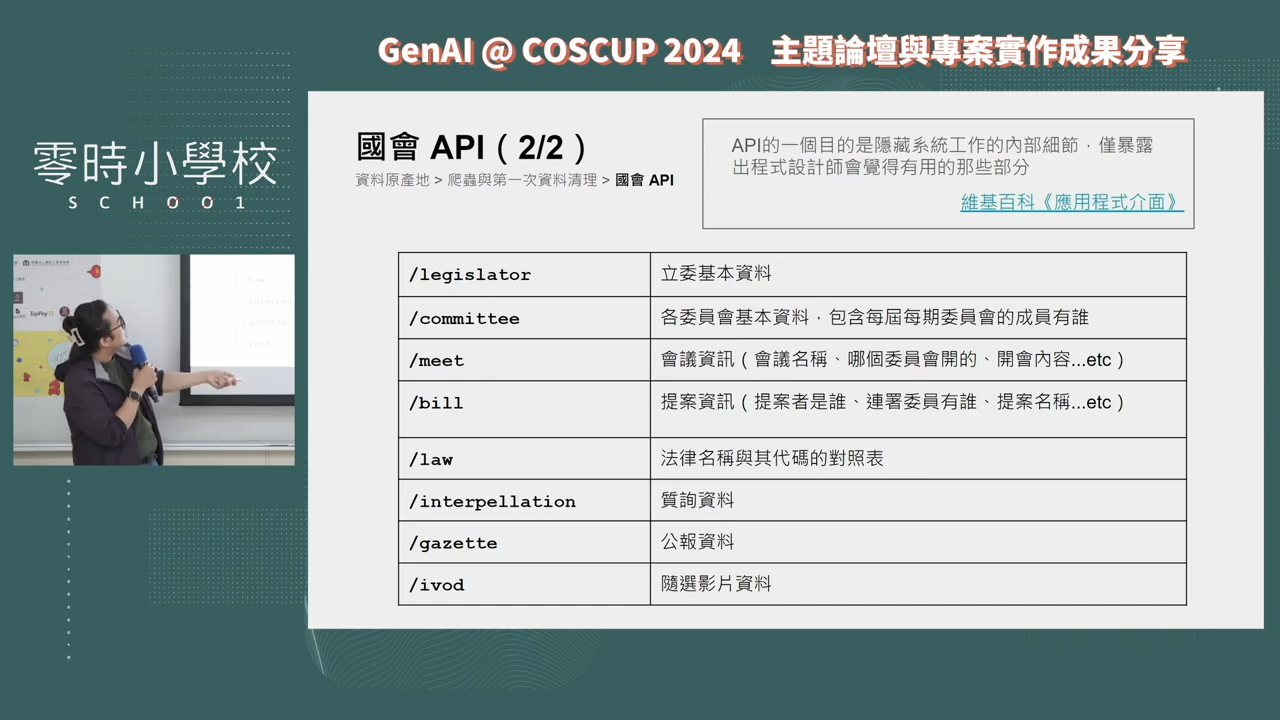 GenAI @ COSCUP 2024 主題論壇與專案實作成果分享
零時小學校
SCHOO1
國會 API（2/2）
資料原產地 > 爬蟲與第一次資料清理 > 國會 API
API的一個目的是隱藏系統工作的內部細節，僅暴露
出程式設計師會覺得有用的那些部分
維基百科《應用程式介面》
/legislator 立委基本資料
/committee 各委員會基本資料，包含每屆每期委員會的成員有誰
/meet 會議資訊（會議名稱、哪個委員會開的、開會內容...etc）
/bill 提案資訊（提案者是誰、連署委員有誰、提案名稱...etc）
/law 法律名稱與其代碼的對照表
/interpellation 質詢資料
/gazette 公報資料
/ivod 隨選影片資料
/law
/interpel
/gazette
/ivod
TapPay